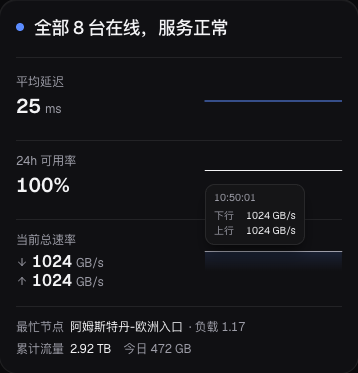 全部 8 台在线，服务正常
平均延迟
25 ms
24h 可用率
100%
10:50:01
下行 1024 GB/s
上行 1024 GB/s
当前总速率
↓ 1024 GB/s
↑ 1024 GB/s
最忙节点 阿姆斯特丹-欧洲入口 · 负载 1.17
累计流量 2.92 TB 今日 472 GB